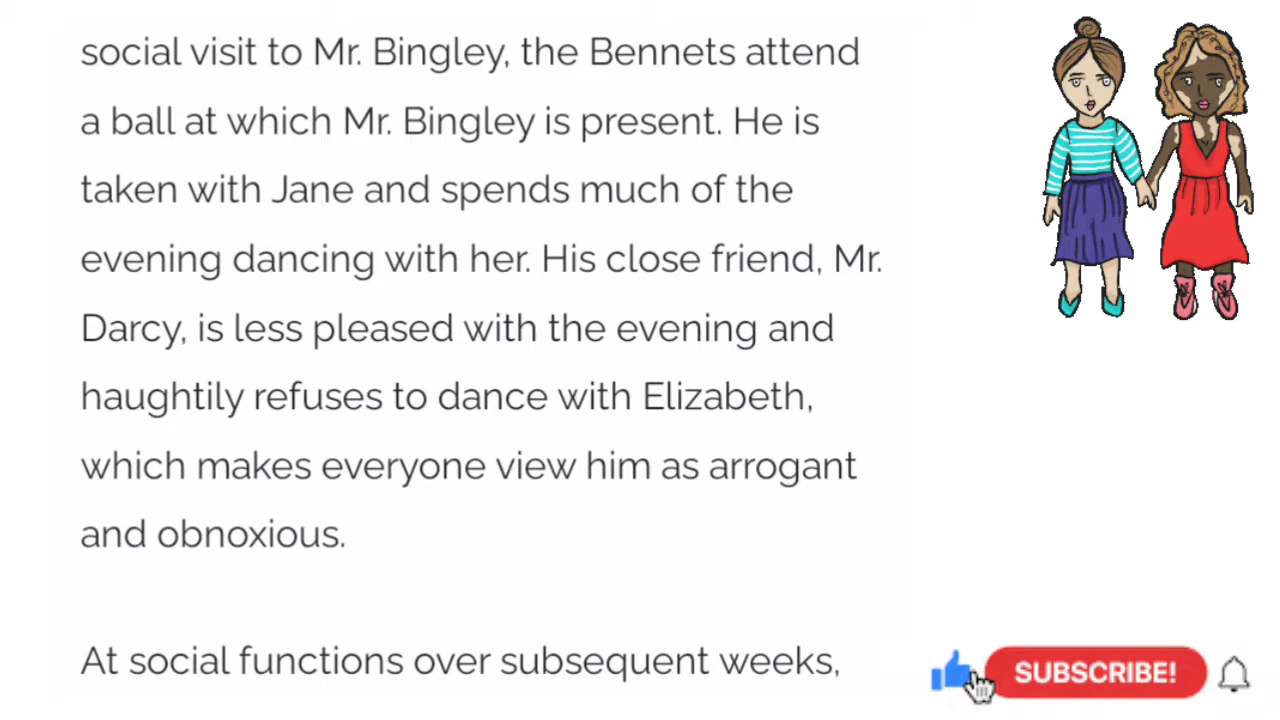 social visit to Mr. Bingley, the Bennets attend
a ball at which Mr. Bingley is present. He is
taken with Jane and spends much of the
evening dancing with her. His close friend, Mr.
Darcy, is less pleased with the evening and
haughtily refuses to dance with Elizabeth,
which makes everyone view him as arrogant
and obnoxious.
At social functions over subsequent weeks,
SUBSCRIBE!